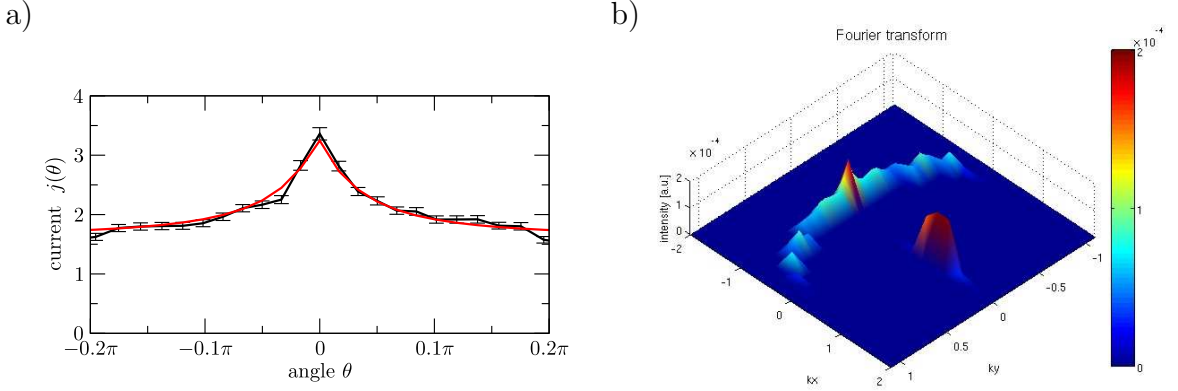 a)
current j(θ)
4
3
2
1
0
−0.2π −0.1π 0 0.1π 0.2π
angle θ
b)
Fourier transform
intensity [a.u.]
× 10⁻⁴
2
1
0
−2
−1
0
1
2
kx
1
0.5
0
−0.5
−1
ky
× 10⁻⁴
2
1
0